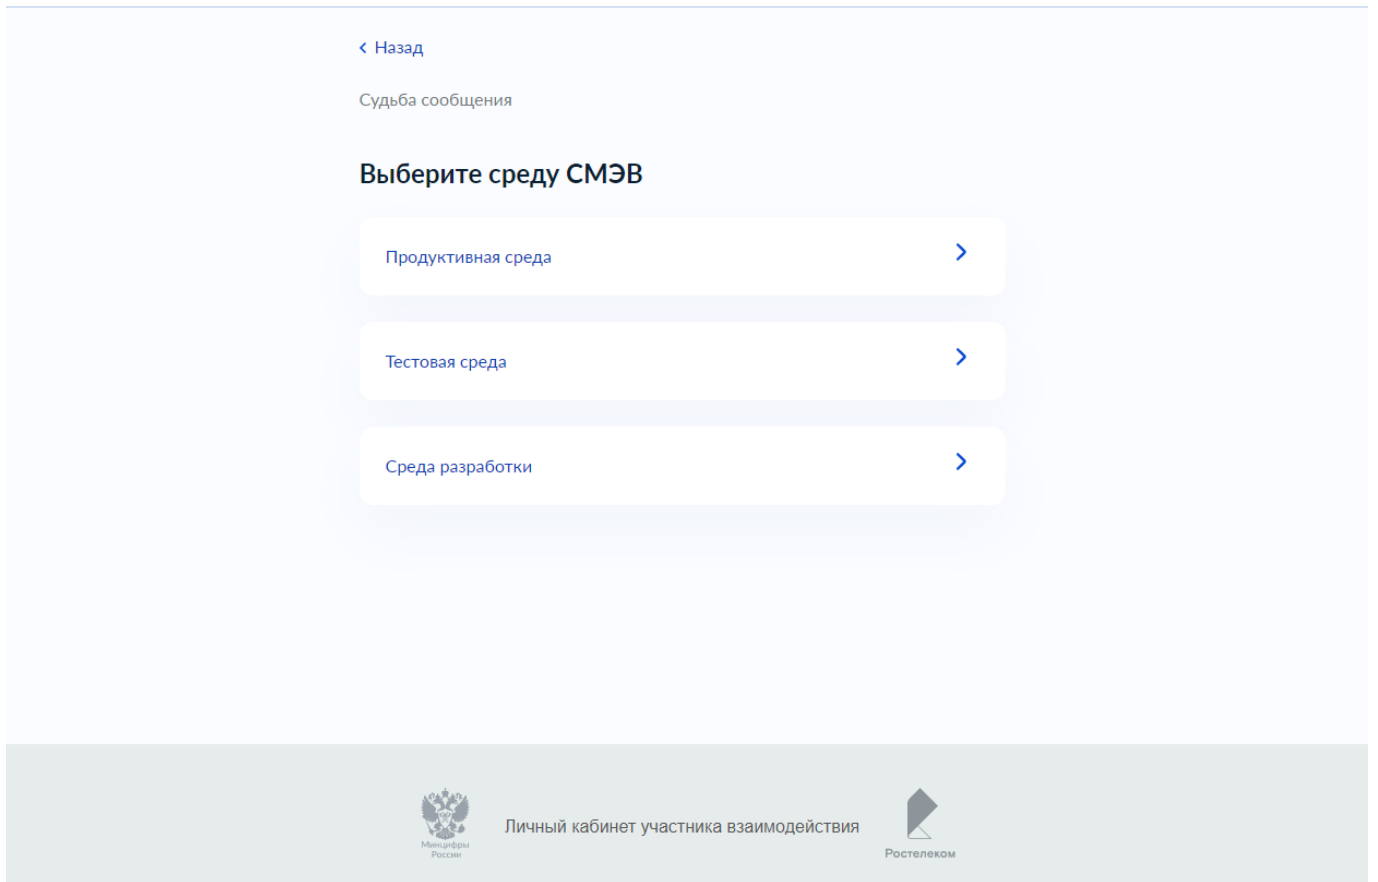 Назад
Судьба сообщения
Выберите среду СМЭВ
Продуктивная среда
Тестовая среда
Среда разработки
Минцифры
России
Личный кабинет участника взаимодействия
Ростелеком